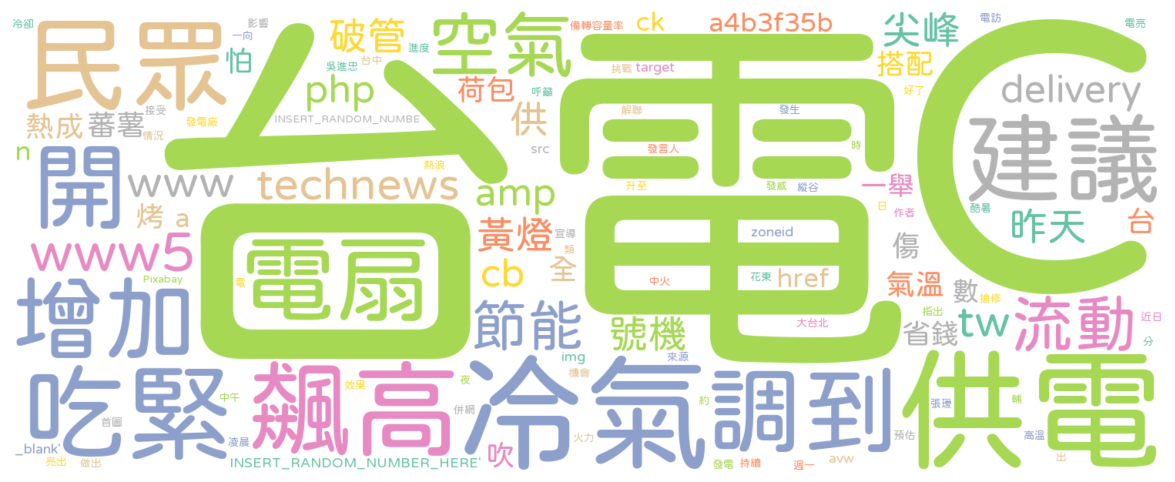 冷卻
影響
一向
民眾
怕
破管
進度
吳進忠
台中
空氣
備轉容量率
ck
a4b3f35b
尖峰
電訪
電亮
php
荷包
挑戰
target
呼籲
搭配
好了
delivery
熱成
蕃薯
接受
情況
發電廠
INSERT_RANDOM_NUMBE
供
src
解聯
發言人
發生
時
建議
n
開
www
technews
熱浪
amp
升至
發威
縱谷
一舉
日
作者
酷暑
烤
a
台電
C
昨天
台
www5
黃燈
宣導
類
zoneid
傷
Pixabay
電
電扇
cb
全
中火
花東
href
氣溫
數
搶修
增加
節能
號機
大台北
指出
省錢
tw
流動
近日
分
吃緊
飆高
冷氣
調到
供電
img
機會
來源
中午
首圖
效果
夜
併網
約
張瓊
輔
_blank'
亮出
做出
凌晨
INSERT_RANDOM_NUMBER_HERE'
吹
火力
發電
持續
週一
avw
預估
高溫
出